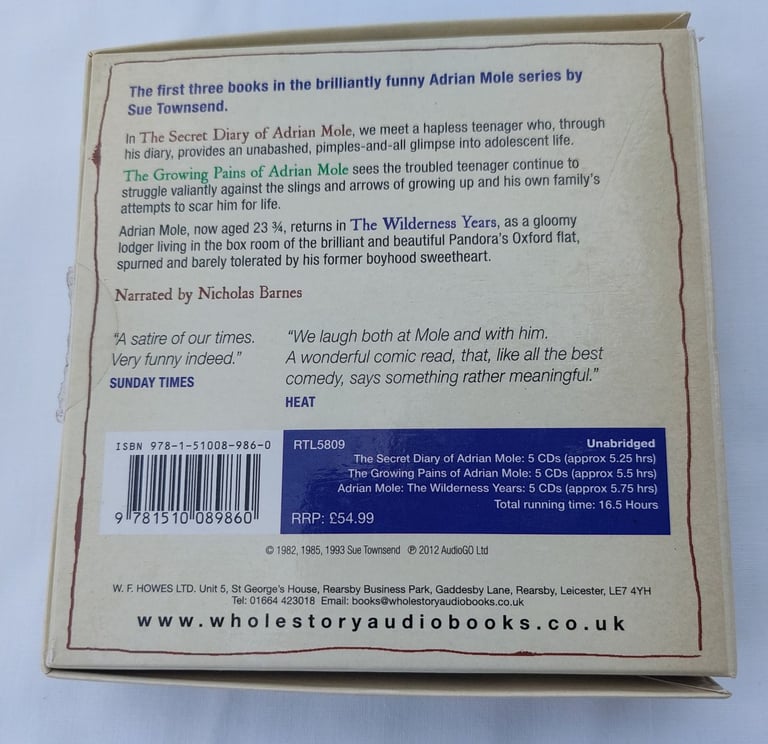 The first three books in the brilliantly funny Adrian Mole series by
Sue Townsend.
In The Secret Diary of Adrian Mole, we meet a hapless teenager who, through
his diary, provides an unabashed, pimples-and-all glimpse into adolescent life.
The Growing Pains of Adrian Mole sees the troubled teenager continue to
struggle valiantly against the slings and arrows of growing up and his own family's
attempts to scar him for life.
Adrian Mole, now aged 23 ¾, returns in The Wilderness Years, as a gloomy
lodger living in the box room of the brilliant and beautiful Pandora's Oxford flat,
spurned and barely tolerated by his former boyhood sweetheart.
Narrated by Nicholas Barnes
"A satire of our times.
Very funny indeed."
SUNDAY TIMES
"We laugh both at Mole and with him.
A wonderful comic read, that, like all the best
comedy, says something rather meaningful."
HEAT
ISBN 978-1-51008-986-0
9 781510 089860
RTL5809
Unabridged
The Secret Diary of Adrian Mole: 5 CDs (approx 5.25 hrs)
The Growing Pains of Adrian Mole: 5 CDs (approx 5.5 hrs)
Adrian Mole: The Wilderness Years: 5 CDs (approx 5.75 hrs)
Total running time: 16.5 Hours
RRP: £54.99
© 1982, 1985, 1993 Sue Townsend ℗ 2012 AudioGO Ltd
W. F. HOWES LTD. Unit 5, St George's House, Rearsby Business Park, Gaddesby Lane, Rearsby, Leicester, LE7 4YH
Tel: 01664 423018 Email: books@wholestoryaudiobooks.co.uk
www.wholestoryaudiobooks.co.uk